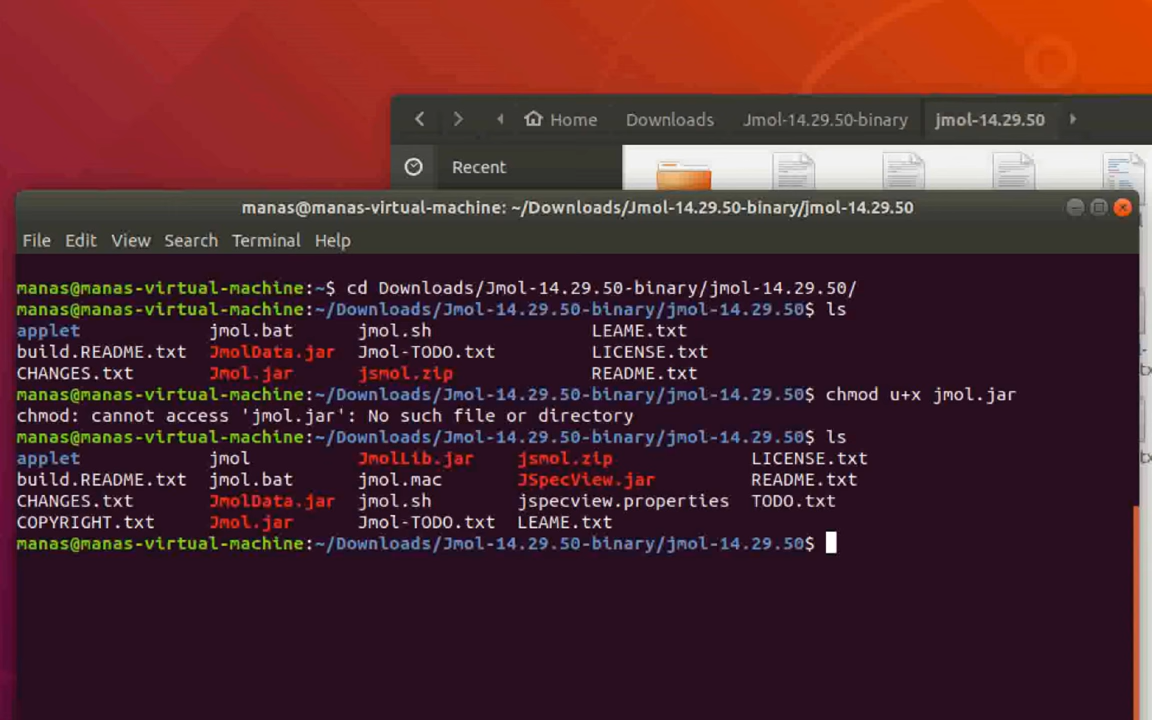 Home Downloads Jmol-14.29.50-binary jmol-14.29.50
Recent
manas@manas-virtual-machine: ~/Downloads/Jmol-14.29.50-binary/jmol-14.29.50
File Edit View Search Terminal Help
manas@manas-virtual-machine:~$ cd Downloads/Jmol-14.29.50-binary/jmol-14.29.50/
manas@manas-virtual-machine:~/Downloads/Jmol-14.29.50-binary/jmol-14.29.50$ ls
applet jmol.bat jmol.sh LEAME.txt
build.README.txt JmolData.jar Jmol-TODO.txt LICENSE.txt
CHANGES.txt Jmol.jar jsmol.zip README.txt
manas@manas-virtual-machine:~/Downloads/Jmol-14.29.50-binary/jmol-14.29.50$ chmod u+x jmol.jar
chmod: cannot access 'jmol.jar': No such file or directory
manas@manas-virtual-machine:~/Downloads/Jmol-14.29.50-binary/jmol-14.29.50$ ls
applet jmol JmolLib.jar jsmol.zip LICENSE.txt
build.README.txt jmol.bat jmol.mac JSpecView.jar README.txt
CHANGES.txt JmolData.jar jmol.sh jspecview.properties TODO.txt
COPYRIGHT.txt Jmol.jar Jmol-TODO.txt LEAME.txt
manas@manas-virtual-machine:~/Downloads/Jmol-14.29.50-binary/jmol-14.29.50$